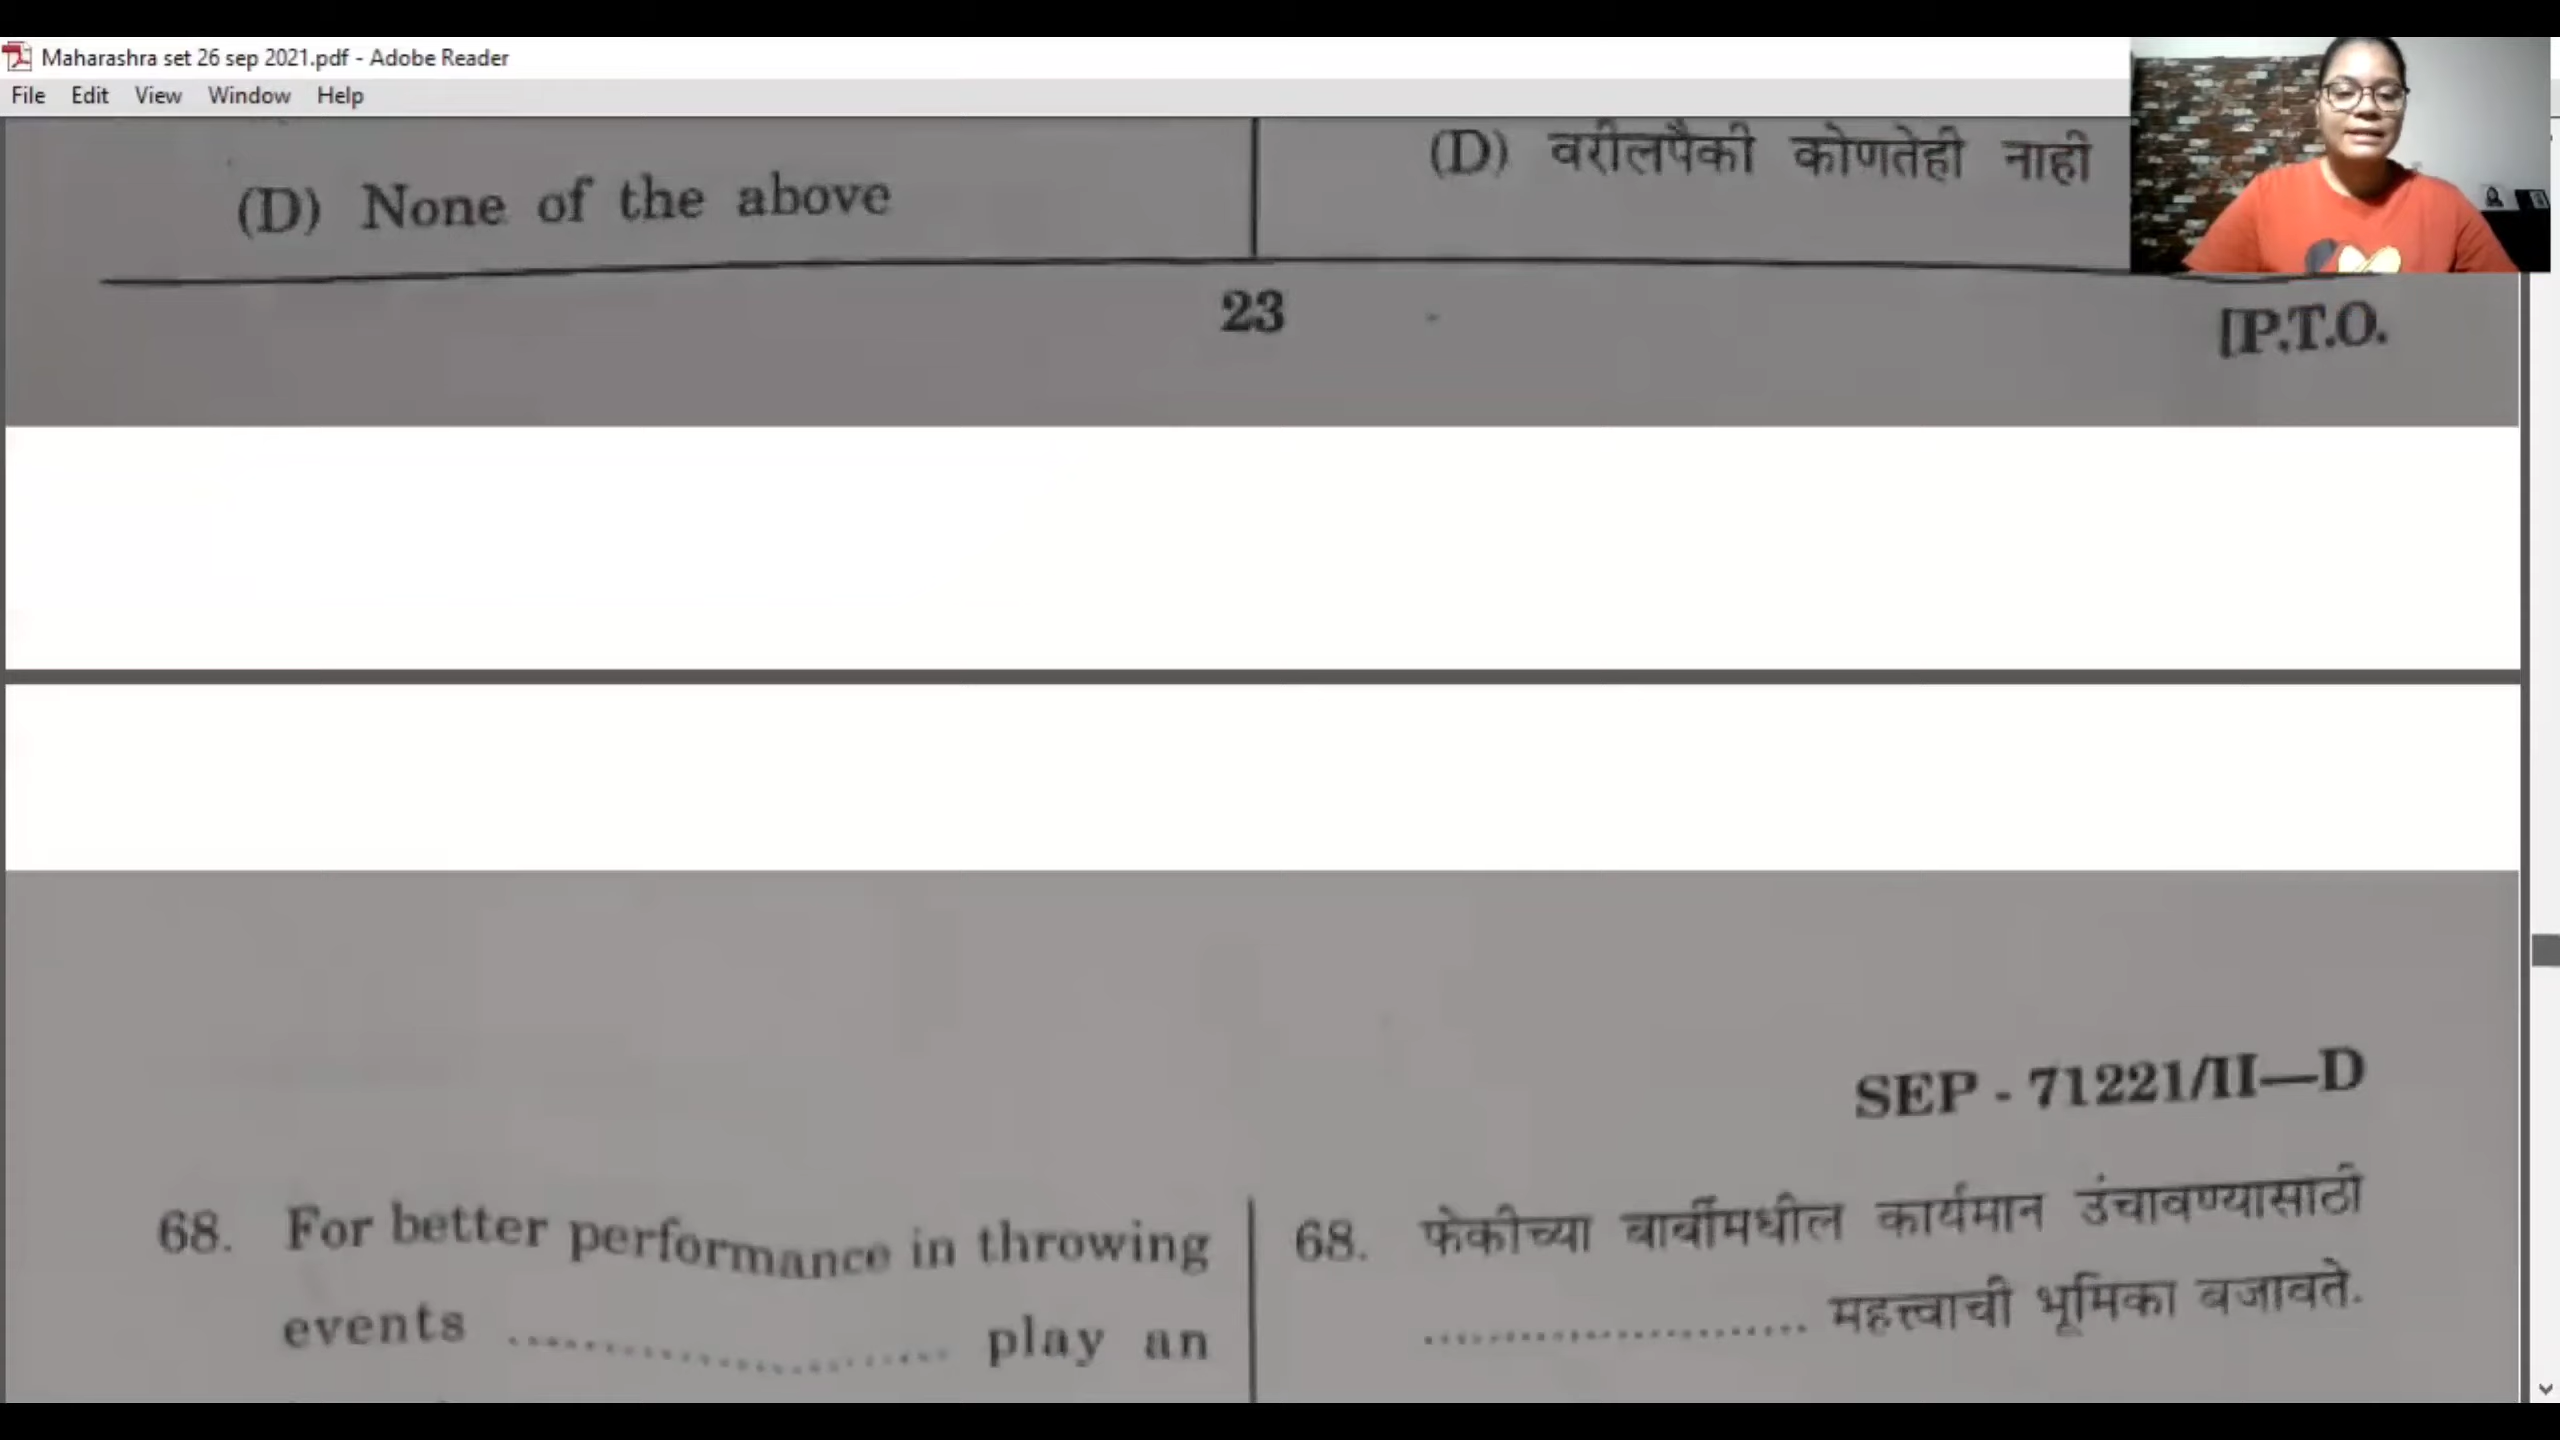 Maharashra set 26 sep 2021.pdf - Adobe Reader
File Edit View Window Help
(D) None of the above
(D) वरीलपैकी कोणतेही नाही
23
[P.T.O.
SEP - 71221/II—D
68. For better performance in throwing
events .............................. play an
68. फेकीच्या बाबींमधील कार्यमान उंचावण्यासाठी
.......................... महत्त्वाची भूमिका बजावते.